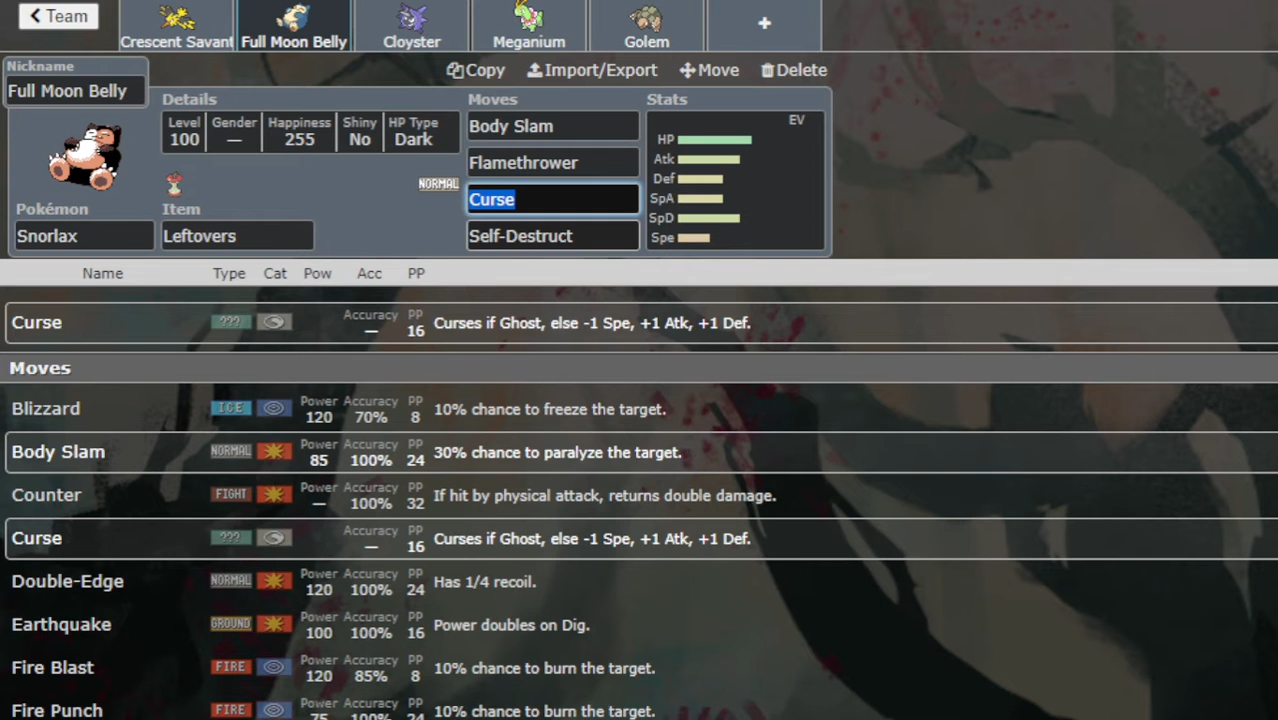 Team
Crescent Savant
Full Moon Belly
Cloyster
Meganium
Golem
+
Nickname
Full Moon Belly
Copy Import/Export Move Delete
Details
Level Gender Happiness Shiny HP Type
100 — 255 No Dark
NORMAL
Pokémon Item
Snorlax Leftovers
Moves
Body Slam
Flamethrower
Curse
Self-Destruct
Stats
EV
HP
Atk
Def
SpA
SpD
Spe
Name Type Cat Pow Acc PP
Curse ??? Accuracy — PP 16 Curses if Ghost, else -1 Spe, +1 Atk, +1 Def.
Moves
Blizzard ICE Power 120 Accuracy 70% PP 8 10% chance to freeze the target.
Body Slam NORMAL Power 85 Accuracy 100% PP 24 30% chance to paralyze the target.
Counter FIGHT Power — Accuracy 100% PP 32 If hit by physical attack, returns double damage.
Curse ??? Accuracy — PP 16 Curses if Ghost, else -1 Spe, +1 Atk, +1 Def.
Double-Edge NORMAL Power 120 Accuracy 100% PP 24 Has 1/4 recoil.
Earthquake GROUND Power 100 Accuracy 100% PP 16 Power doubles on Dig.
Fire Blast FIRE Power 120 Accuracy 85% PP 8 10% chance to burn the target.
Fire Punch FIRE Power 75 Accuracy 100% PP 24 10% chance to burn the target.